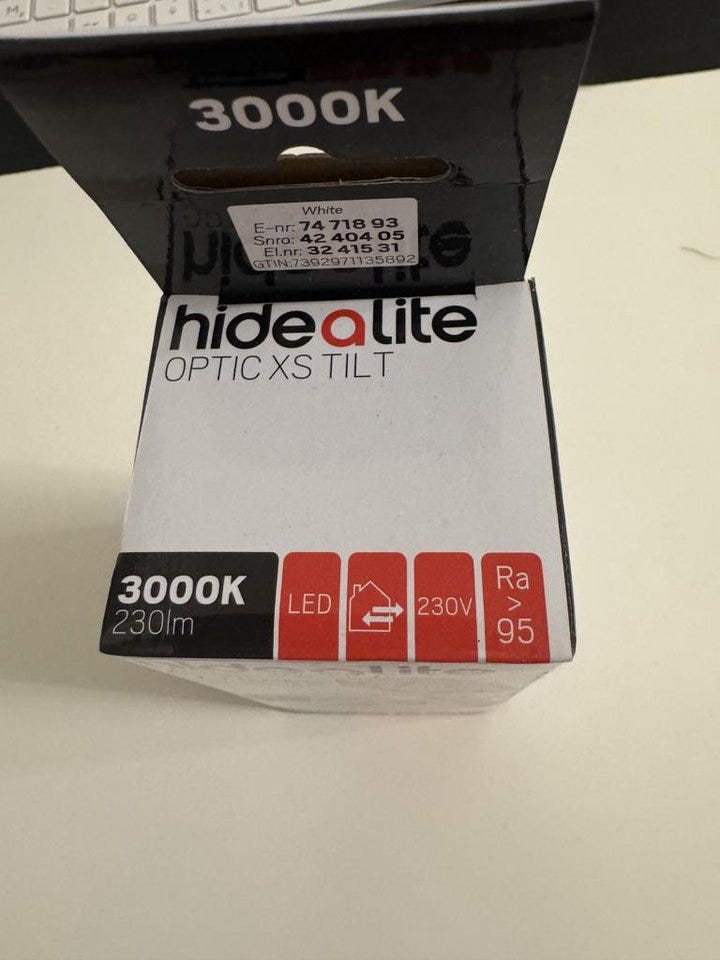 3000K
White
E-nr: 74 718 93
Snro: 42 404 05
El.nr: 32 415 31
GTIN:7392971135892
hidealite
OPTIC XS TILT
3000K
230lm
LED
230V
Ra
>
95